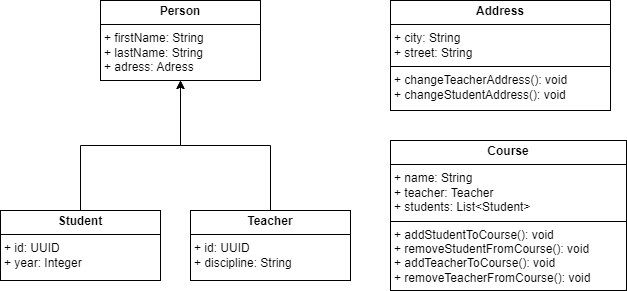 Person
+ firstName: String
+ lastName: String
+ adress: Adress
Address
+ city: String
+ street: String
+ changeTeacherAddress(): void
+ changeStudentAddress(): void
Course
+ name: String
+ teacher: Teacher
+ students: List<Student>
+ addStudentToCourse(): void
+ removeStudentFromCourse(): void
+ addTeacherToCourse(): void
+ removeTeacherFromCourse(): void
Student
+ id: UUID
+ year: Integer
Teacher
+ id: UUID
+ discipline: String